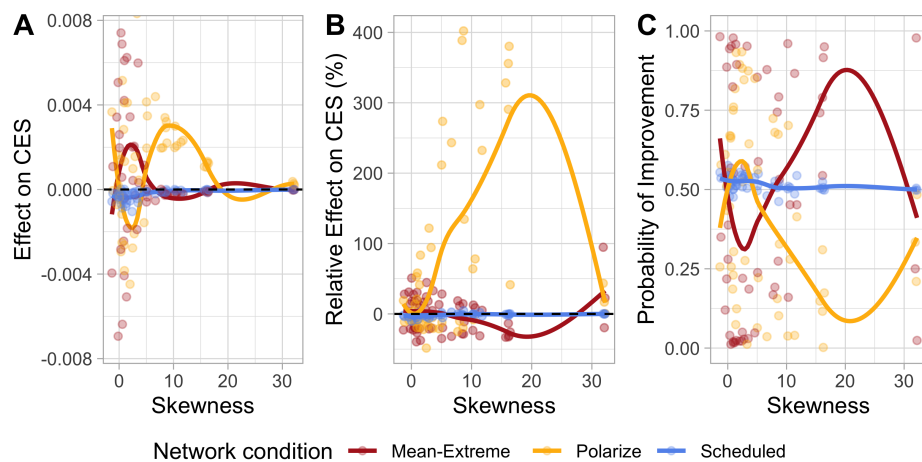 A
B
C
Effect on CES
0.008
0.004
0.000
-0.004
-0.008
0
10
20
30
Skewness
Relative Effect on CES (%)
400
300
200
100
0
0
10
20
30
Skewness
Probability of Improvement
1.00
0.75
0.50
0.25
0.00
0
10
20
30
Skewness
Network condition Mean-Extreme Polarize Scheduled